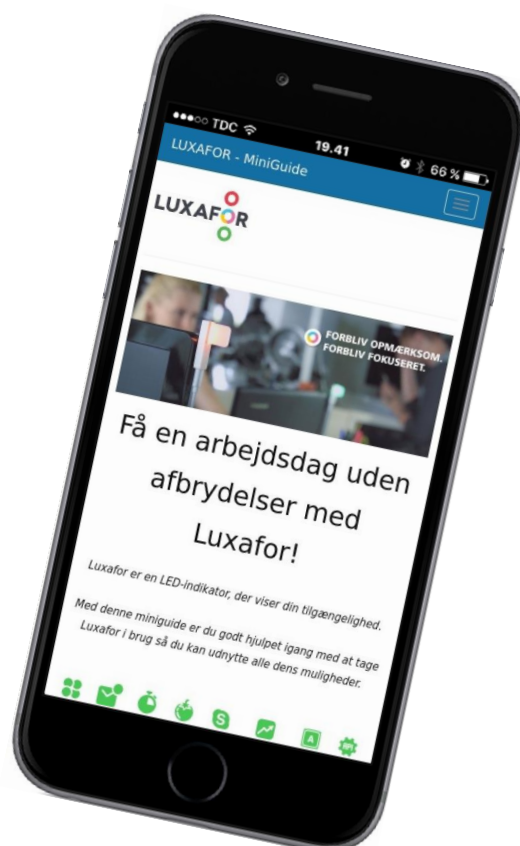 TDC
19.41
66 %
LUXAFOR - MiniGuide
LUXAFOR
FORBLIV OPMÆRKSOM.
FORBLIV FOKUSERET.
Få en arbejdsdag uden
afbrydelser med
Luxafor!
Luxafor er en LED-indikator, der viser din tilgængelighed.
Med denne miniguide er du godt hjulpet igang med at tage
Luxafor i brug så du kan udnytte alle dens muligheder.
S
A
API